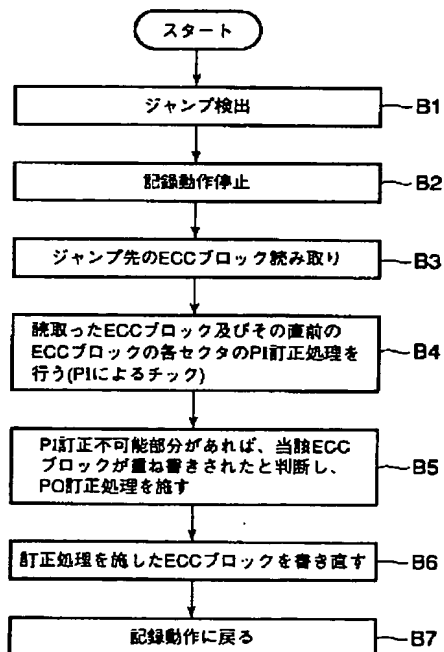 スタート
ジャンプ検出
B1
記録動作停止
B2
ジャンプ先のECCブロック読み取り
B3
読取ったECCブロック及びその直前の
ECCブロックの各セクタのPI訂正処理を
行う(PIによるチック)
B4
PI訂正不可能部分があれば、当該ECC
ブロックが重ね書きされたと判断し、
PO訂正処理を施す
B5
訂正処理を施したECCブロックを書き直す
B6
記録動作に戻る
B7